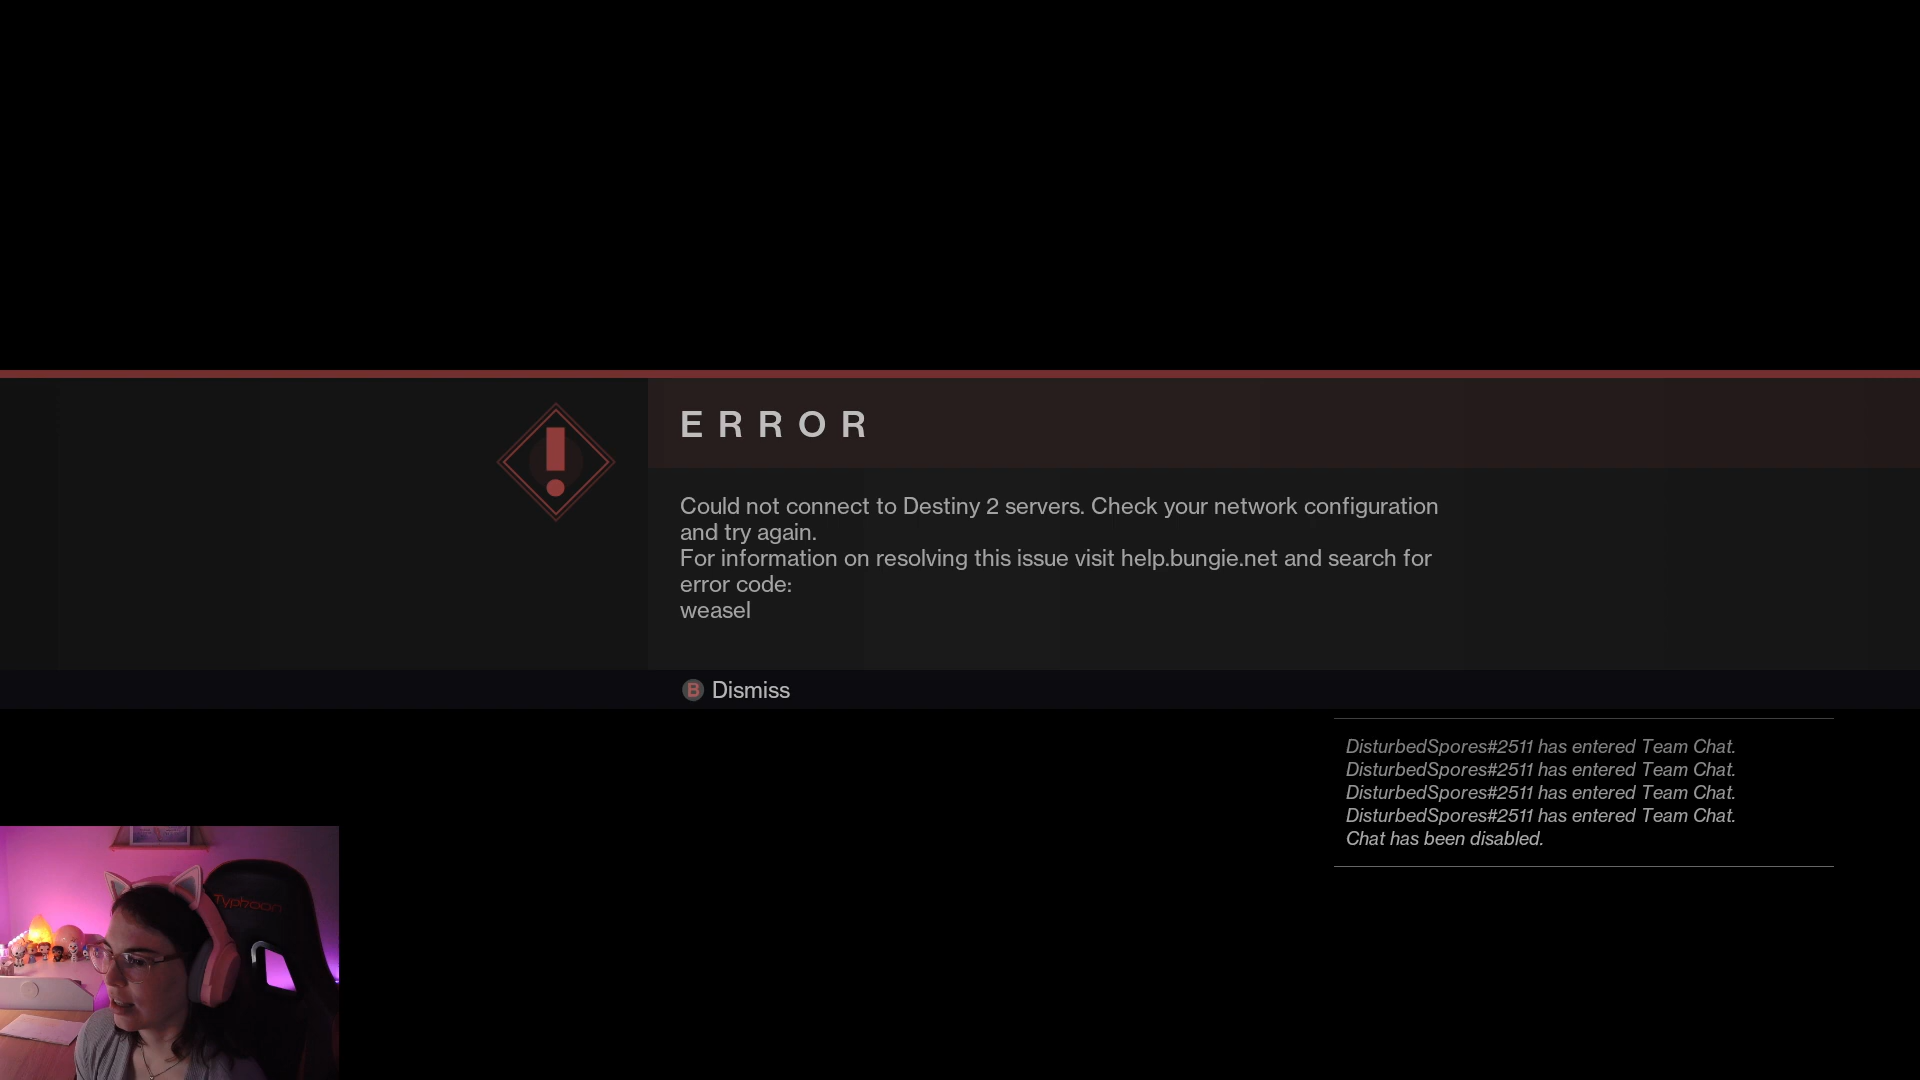 ERROR
Could not connect to Destiny 2 servers. Check your network configuration
and try again.
For information on resolving this issue visit help.bungie.net and search for
error code:
weasel
B Dismiss
DisturbedSpores#2511 has entered Team Chat.
DisturbedSpores#2511 has entered Team Chat.
DisturbedSpores#2511 has entered Team Chat.
DisturbedSpores#2511 has entered Team Chat.
Chat has been disabled.
Typhoon